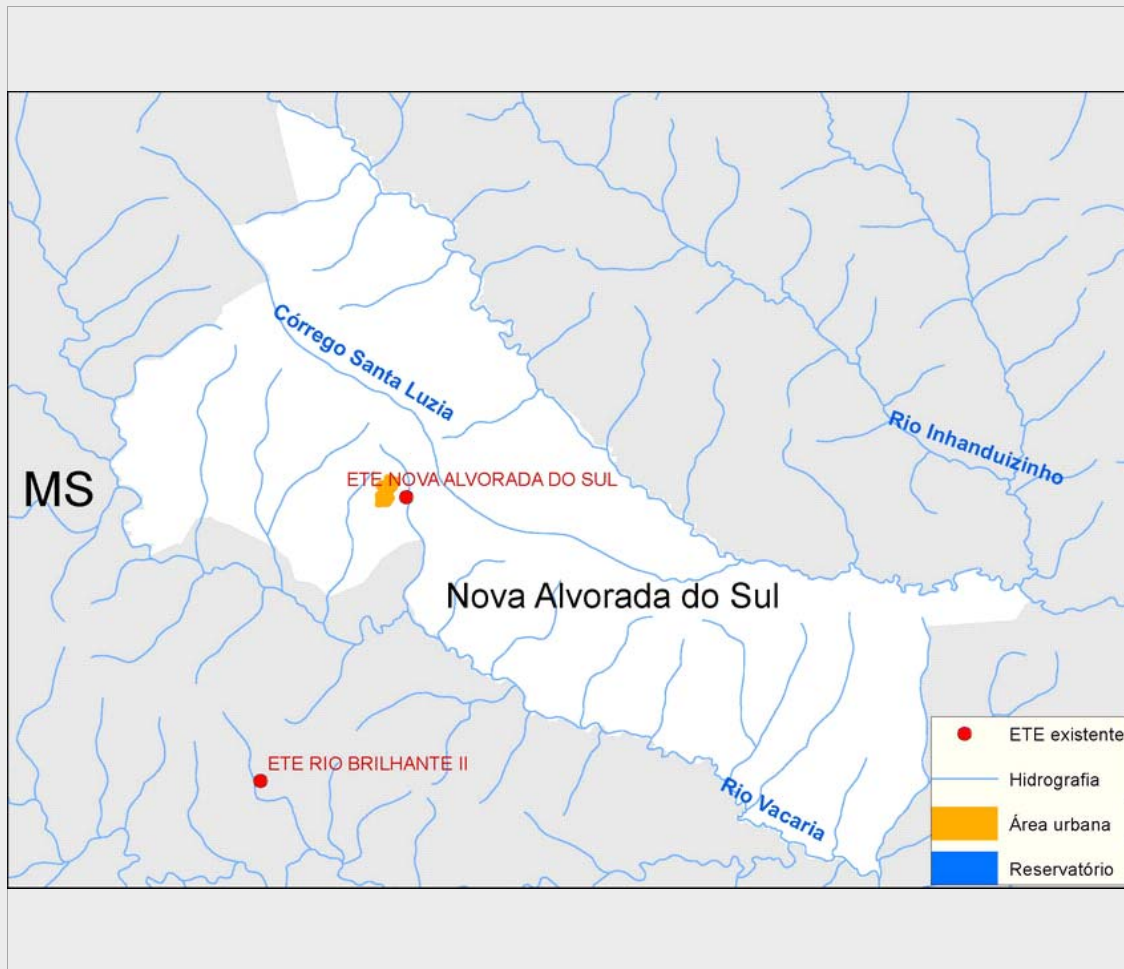 Córrego Santa Luzia
Rio Inhanduizinho
MS
ETE NOVA ALVORADA DO SUL
Nova Alvorada do Sul
ETE RIO BRILHANTE II
Rio Vacaria
ETE existente
Hidrografia
Área urbana
Reservatório